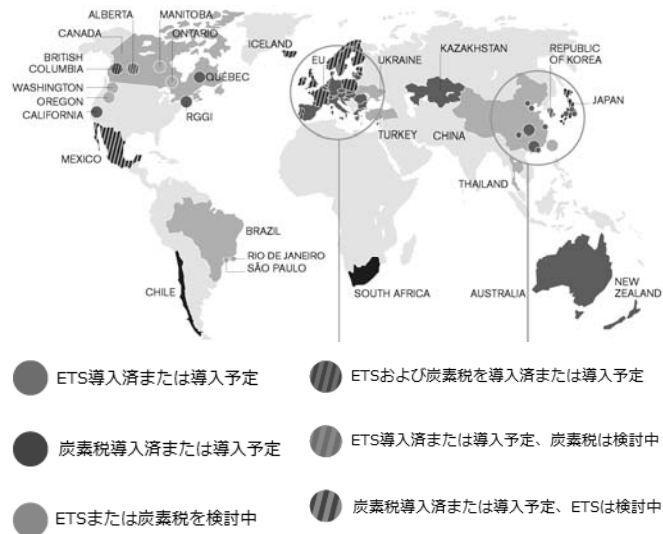 ALBERTA
MANITOBA
CANADA
ONTARIO
BRITISH
COLUMBIA
WASHINGTON
OREGON
CALIFORNIA
QUÉBEC
RGGI
MEXICO
ICELAND
EU
UKRAINE
KAZAKHSTAN
REPUBLIC
OF KOREA
JAPAN
TURKEY
CHINA
THAILAND
BRAZIL
RIO DE JANEIRO
SÃO PAULO
CHILE
SOUTH AFRICA
AUSTRALIA
NEW
ZEALAND
ETS導入済または導入予定
炭素税導入済または導入予定
ETSまたは炭素税を検討中
ETSおよび炭素税を導入済または導入予定
ETS導入済または導入予定、炭素税は検討中
炭素税導入済または導入予定、ETSは検討中